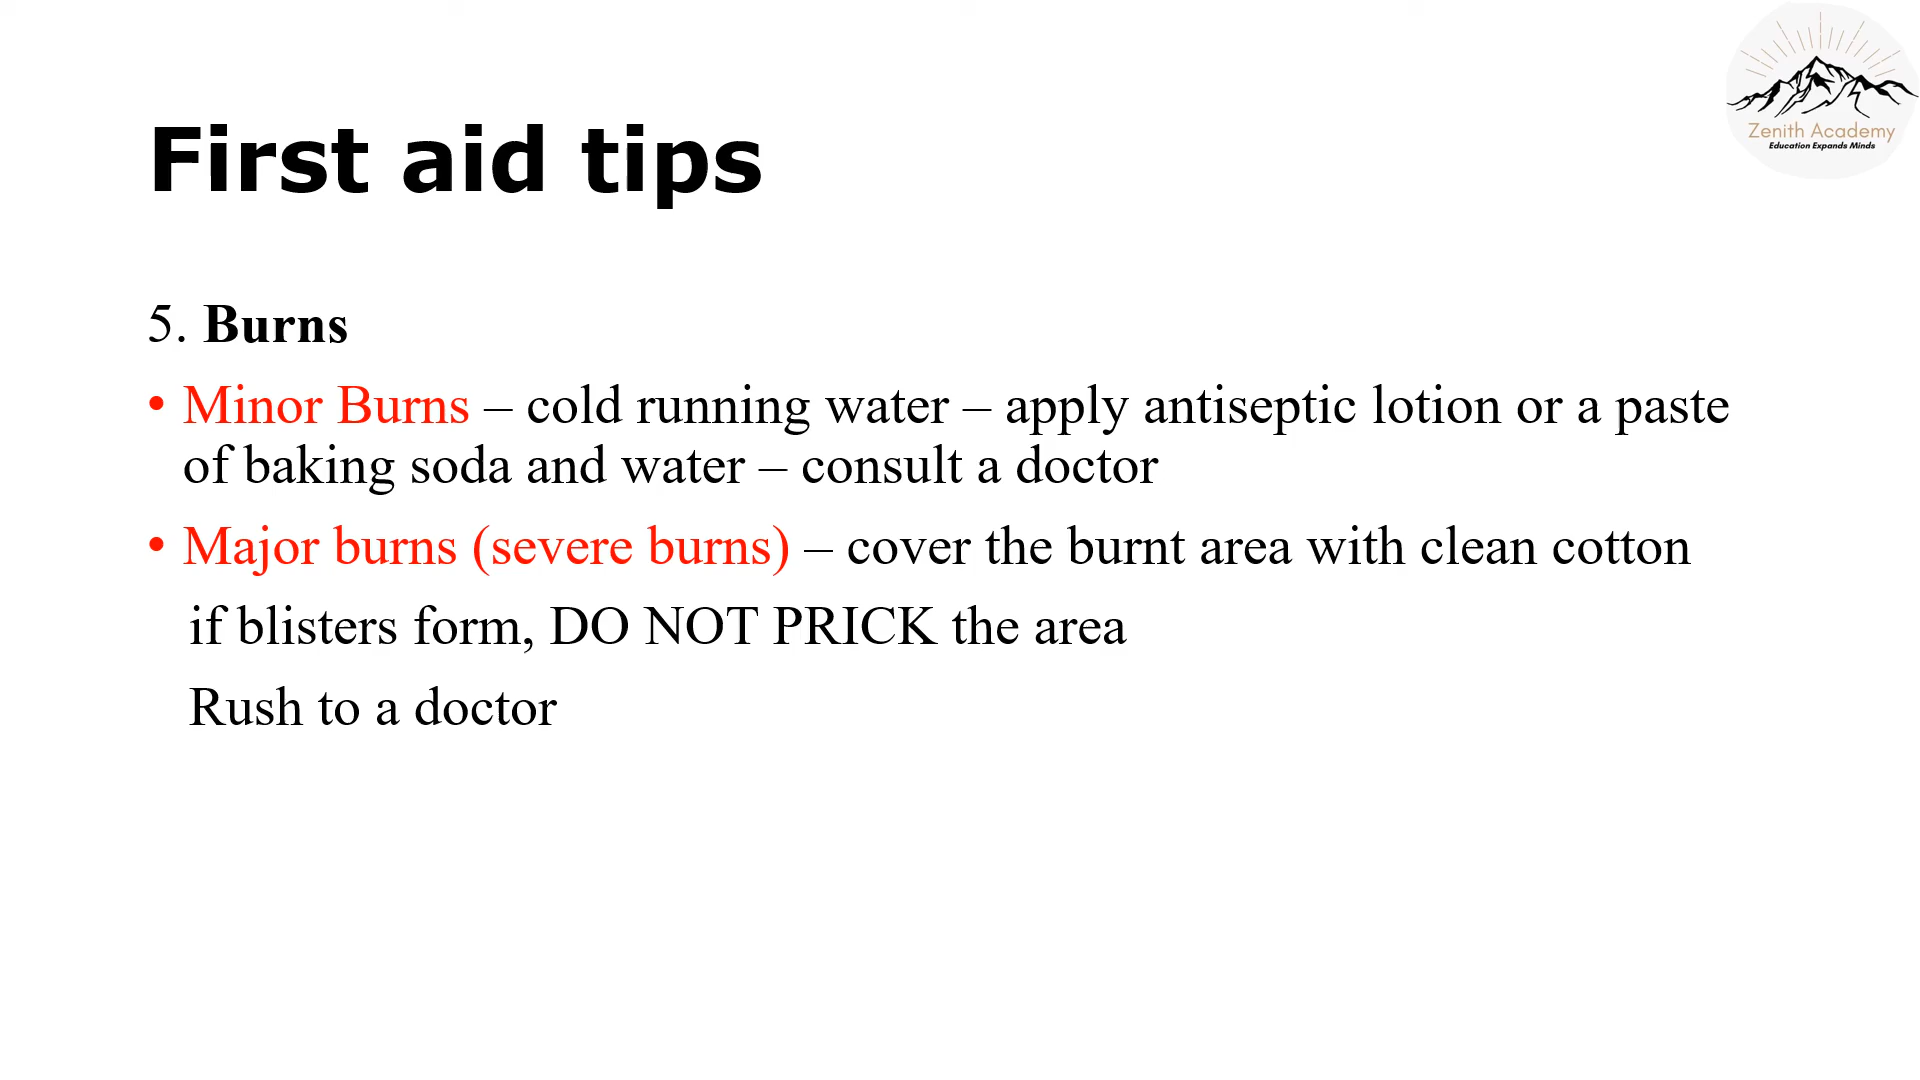 Zenith Academy
Education Expands Minds
First aid tips
5. Burns
• Minor Burns – cold running water – apply antiseptic lotion or a paste
of baking soda and water – consult a doctor
• Major burns (severe burns) – cover the burnt area with clean cotton
if blisters form, DO NOT PRICK the area
Rush to a doctor